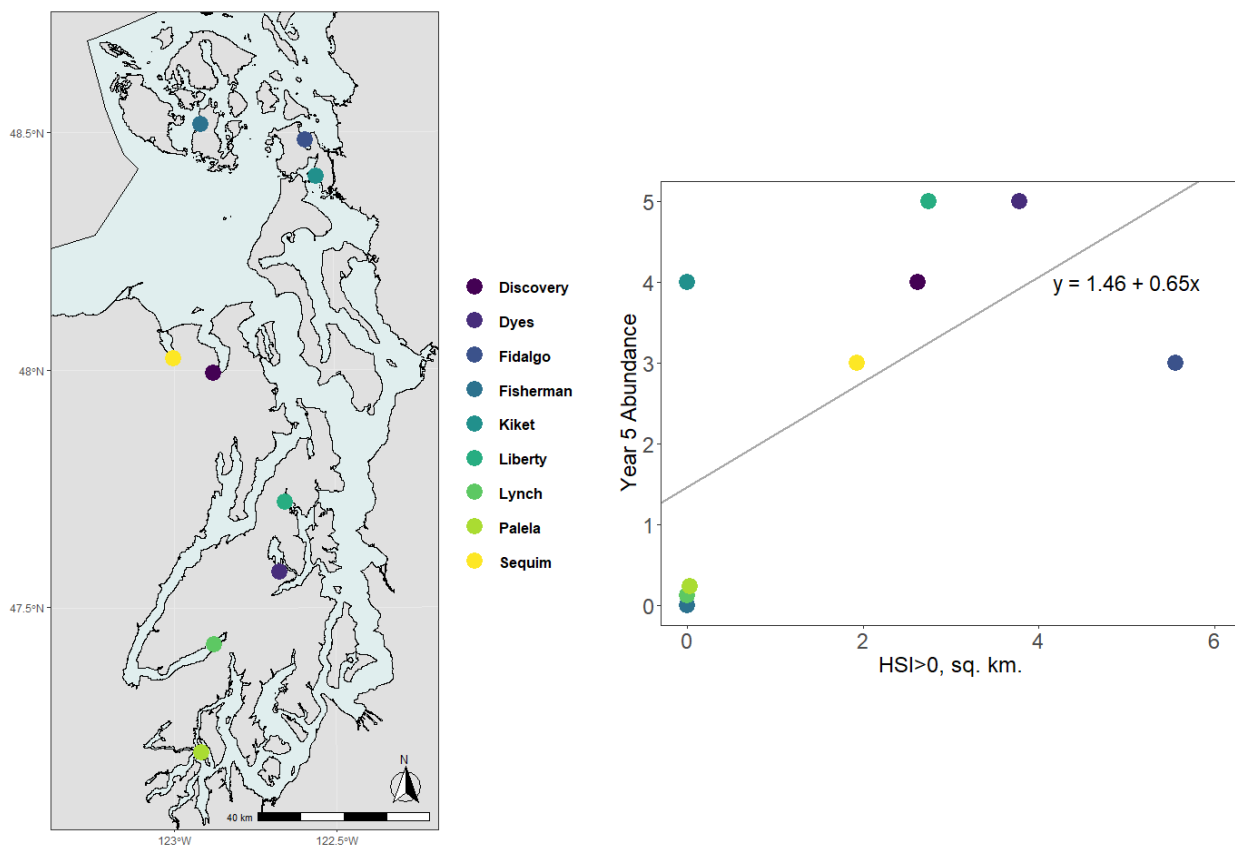 48.5°N
48°N
47.5°N
123°W
122.5°W
N
40 km
Discovery
Dyes
Fidalgo
Fisherman
Kiket
Liberty
Lynch
Palela
Sequim
Year 5 Abundance
5
4
3
2
1
0
y = 1.46 + 0.65x
0
2
4
6
HSI>0, sq. km.